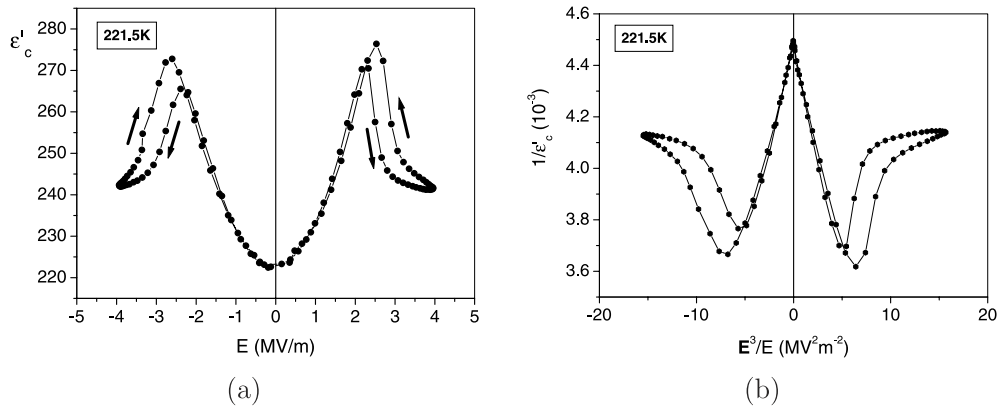 221.5K
ε'c
280
270
260
250
240
230
220
-5 -4 -3 -2 -1 0 1 2 3 4 5
E (MV/m)
(a)
221.5K
1/ε'c (10-3)
4.6
4.4
4.2
4.0
3.8
3.6
-20 -10 0 10 20
E3/E (MV2m-2)
(b)